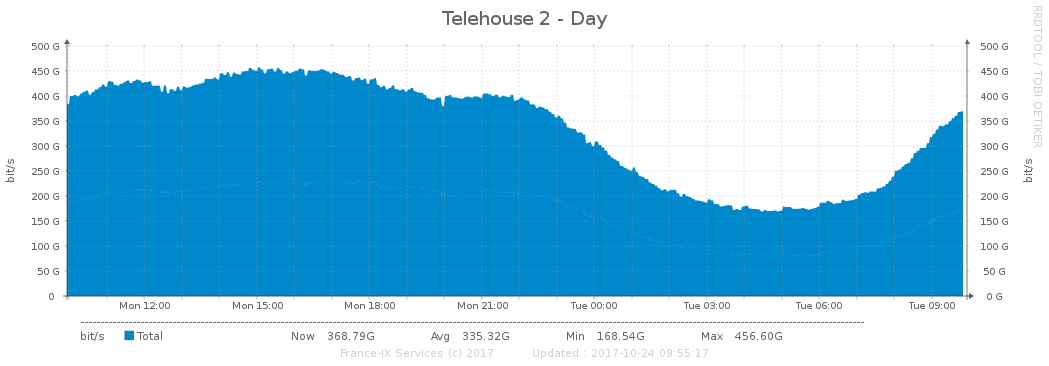 Telehouse 2 - Day
RRDTOOL / TOBI OETIKER
500 G 500 G
450 G 450 G
400 G 400 G
350 G 350 G
300 G 300 G
250 G 250 G
200 G 200 G
150 G 150 G
100 G 100 G
50 G 50 G
0 0 G
bit/s bit/s
Mon 12:00 Mon 15:00 Mon 18:00 Mon 21:00 Tue 00:00 Tue 03:00 Tue 06:00 Tue 09:00
bit/s Total Now 368.79G Avg 335.32G Min 168.54G Max 456.60G
France-IX Services (c) 2017 Updated : 2017-10-24 09:55:17